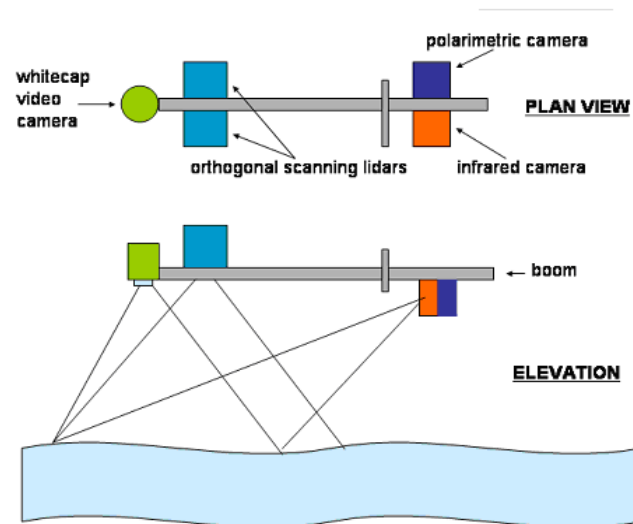 polarimetric camera
whitecap
video
camera
PLAN VIEW
orthogonal scanning lidars
infrared camera
boom
ELEVATION